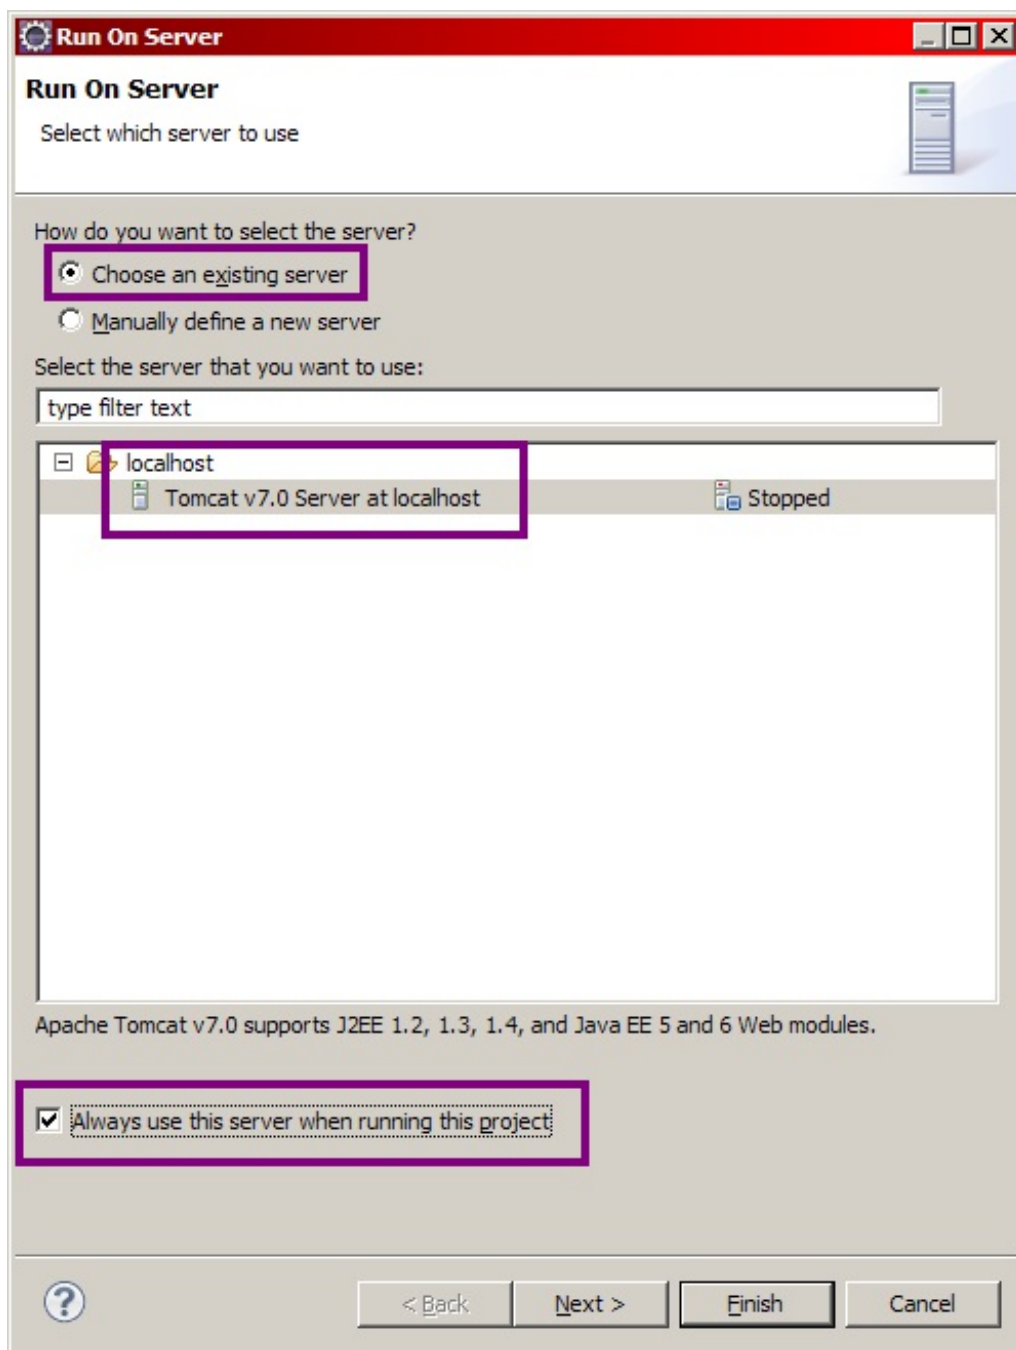 Run On Server
Run On Server
Select which server to use
How do you want to select the server?
Choose an existing server
Manually define a new server
Select the server that you want to use:
type filter text
localhost
Tomcat v7.0 Server at localhost Stopped
Apache Tomcat v7.0 supports J2EE 1.2, 1.3, 1.4, and Java EE 5 and 6 Web modules.
Always use this server when running this project
? < Back Next > Finish Cancel